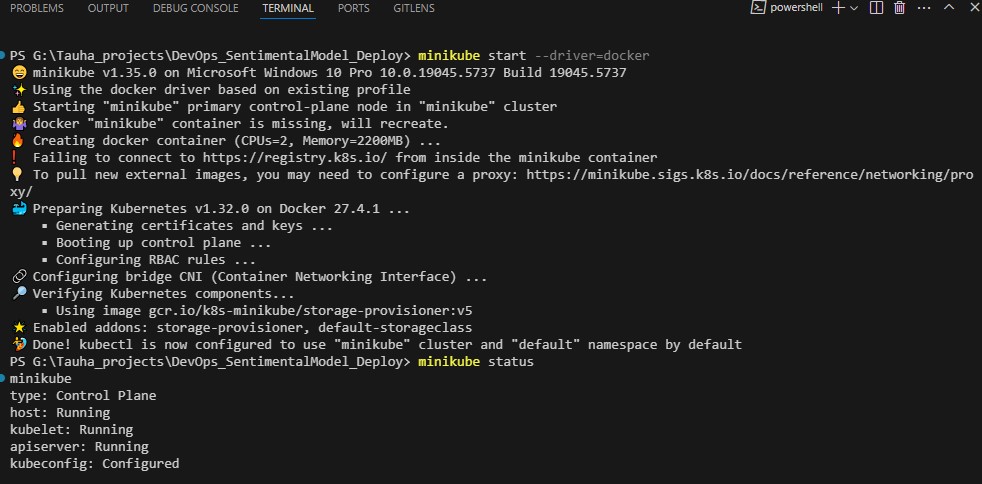 PROBLEMS OUTPUT DEBUG CONSOLE TERMINAL PORTS GITLENS powershell
PS G:\Tauha_projects\DevOps_SentimentalModel_Deploy> minikube start --driver=docker
😄 minikube v1.35.0 on Microsoft Windows 10 Pro 10.0.19045.5737 Build 19045.5737
✨ Using the docker driver based on existing profile
👍 Starting "minikube" primary control-plane node in "minikube" cluster
🤷 docker "minikube" container is missing, will recreate.
🔥 Creating docker container (CPUs=2, Memory=2200MB) ...
❗ Failing to connect to https://registry.k8s.io/ from inside the minikube container
💡 To pull new external images, you may need to configure a proxy: https://minikube.sigs.k8s.io/docs/reference/networking/pro
xy/
🐳 Preparing Kubernetes v1.32.0 on Docker 27.4.1 ...
▪ Generating certificates and keys ...
▪ Booting up control plane ...
▪ Configuring RBAC rules ...
🔗 Configuring bridge CNI (Container Networking Interface) ...
🔎 Verifying Kubernetes components...
▪ Using image gcr.io/k8s-minikube/storage-provisioner:v5
🌟 Enabled addons: storage-provisioner, default-storageclass
🏄 Done! kubectl is now configured to use "minikube" cluster and "default" namespace by default
PS G:\Tauha_projects\DevOps_SentimentalModel_Deploy> minikube status
minikube
type: Control Plane
host: Running
kubelet: Running
apiserver: Running
kubeconfig: Configured